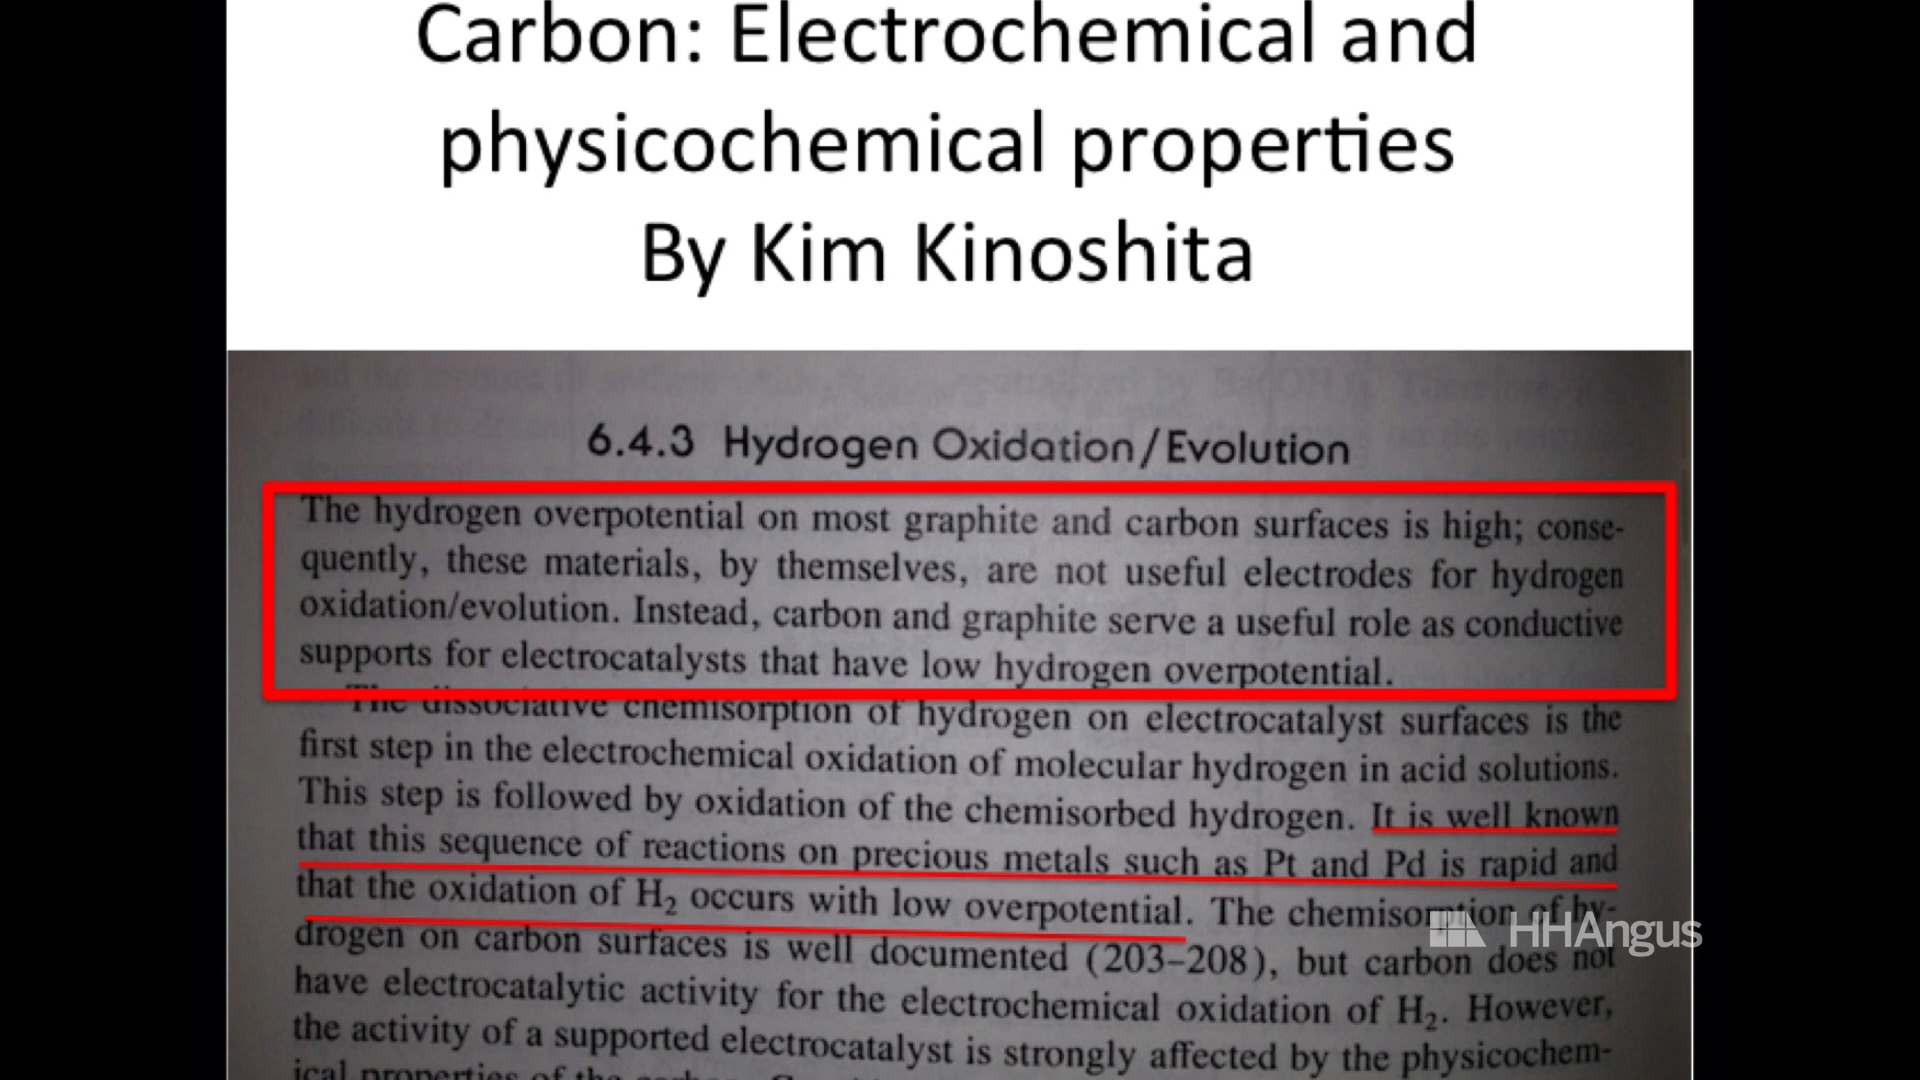 Carbon: Electrochemical and
physicochemical properties
By Kim Kinoshita
6.4.3 Hydrogen Oxidation/Evolution
The hydrogen overpotential on most graphite and carbon surfaces is high; conse-
quently, these materials, by themselves, are not useful electrodes for hydrogen
oxidation/evolution. Instead, carbon and graphite serve a useful role as conductive
supports for electrocatalysts that have low hydrogen overpotential.
The dissociative chemisorption of hydrogen on electrocatalyst surfaces is the
first step in the electrochemical oxidation of molecular hydrogen in acid solutions.
This step is followed by oxidation of the chemisorbed hydrogen. It is well known
that this sequence of reactions on precious metals such as Pt and Pd is rapid and
that the oxidation of H₂ occurs with low overpotential. The chemisorption of hy-
drogen on carbon surfaces is well documented (203–208), but carbon does not
have electrocatalytic activity for the electrochemical oxidation of H₂. However,
the activity of a supported electrocatalyst is strongly affected by the physicochem-
ical properties of the
HHAngus